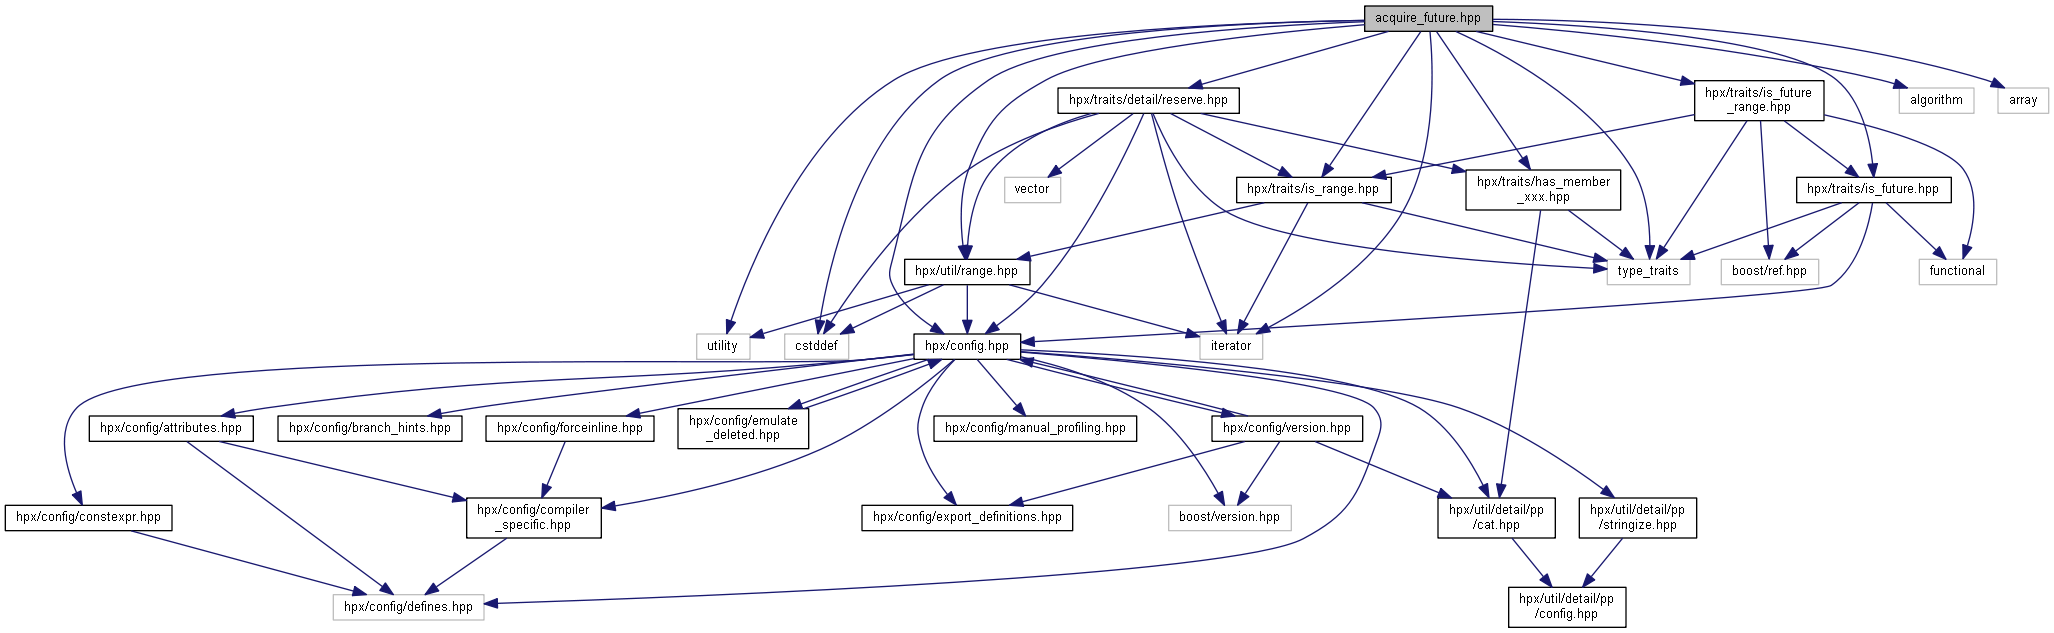 acquire_future.hpp
hpx/traits/detail/reserve.hpp
hpx/traits/is_future
_range.hpp
algorithm
array
vector
hpx/traits/is_range.hpp
hpx/traits/has_member
_xxx.hpp
hpx/traits/is_future.hpp
hpx/util/range.hpp
type_traits
boost/ref.hpp
functional
utility
cstddef
hpx/config.hpp
iterator
hpx/config/attributes.hpp
hpx/config/branch_hints.hpp
hpx/config/forceinline.hpp
hpx/config/emulate
_deleted.hpp
hpx/config/manual_profiling.hpp
hpx/config/version.hpp
hpx/config/constexpr.hpp
hpx/config/compiler
_specific.hpp
hpx/config/export_definitions.hpp
boost/version.hpp
hpx/util/detail/pp
/cat.hpp
hpx/util/detail/pp
/stringize.hpp
hpx/config/defines.hpp
hpx/util/detail/pp
/config.hpp